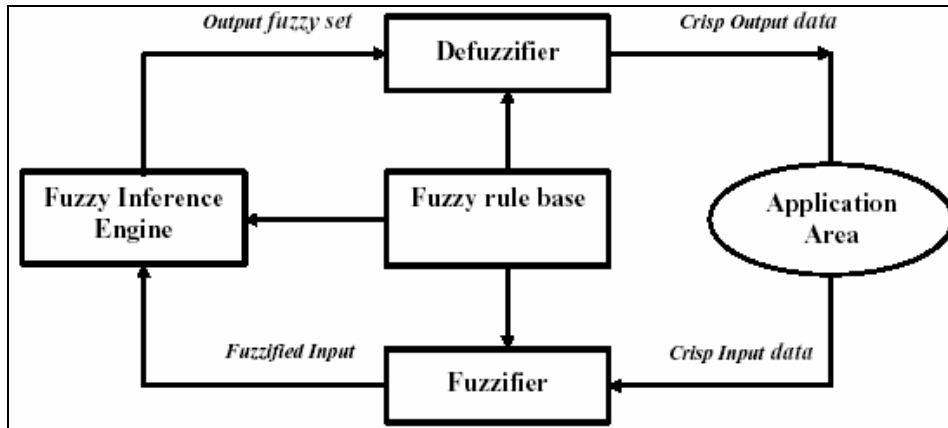 Output fuzzy set
Crisp Output data
Defuzzifier
Fuzzy Inference
Engine
Fuzzy rule base
Application
Area
Fuzzified Input
Crisp Input data
Fuzzifier